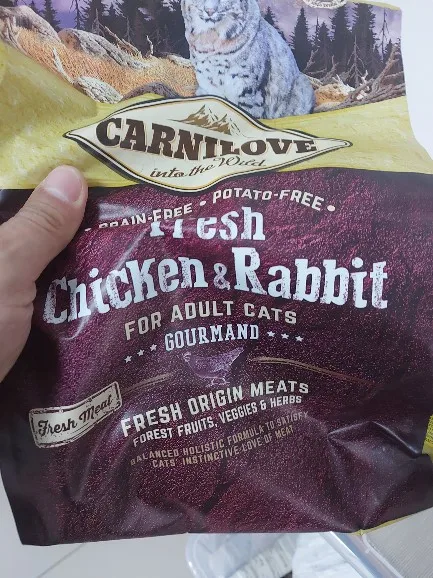 CARNILOVE
into the Wild
• GRAIN-FREE • POTATO-FREE •
Fresh
Chicken & Rabbit
FOR ADULT CATS
*** GOURMAND ***
Fresh Meat
FRESH ORIGIN MEATS
FOREST FRUITS, VEGGIES & HERBS
BALANCED HOLISTIC FORMULA TO SATISFY
CATS' INSTINCTIVE LOVE OF MEAT